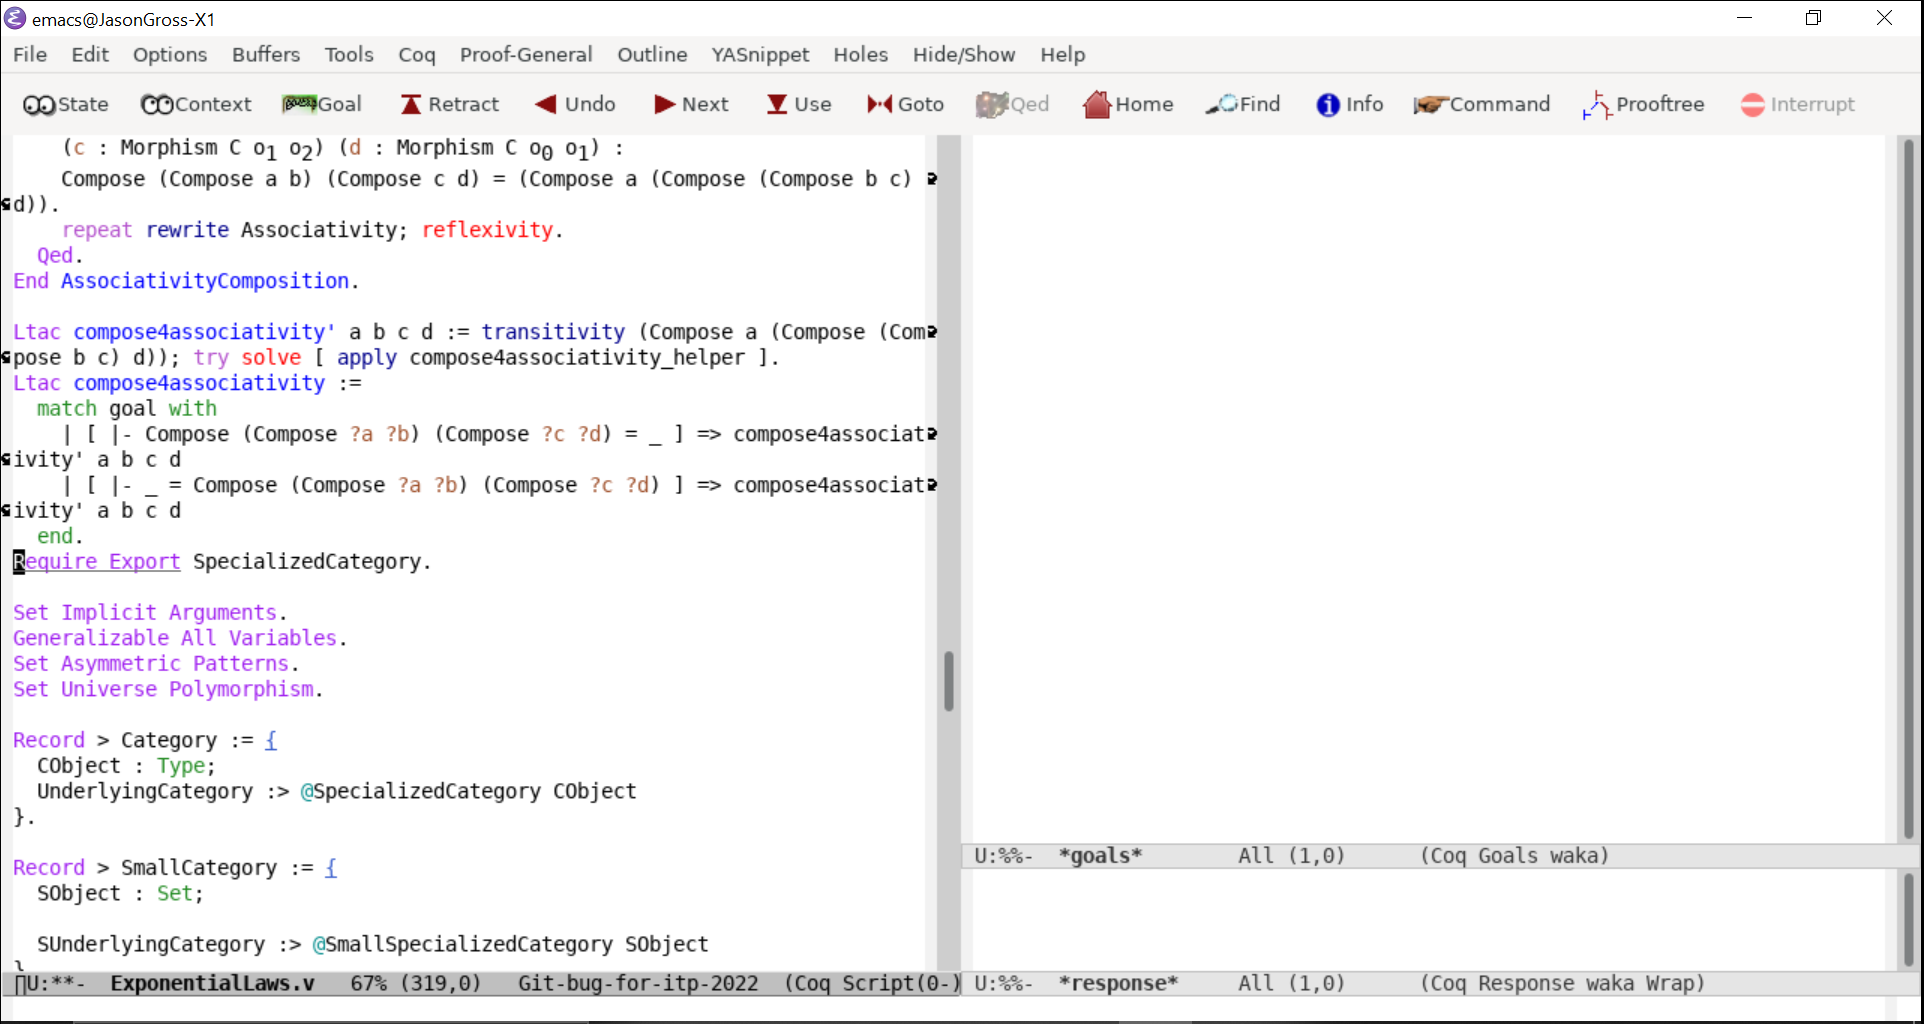 emacs@JasonGross-X1
File Edit Options Buffers Tools Coq Proof-General Outline YASnippet Holes Hide/Show Help
State Context Goal Retract Undo Next Use Goto Qed Home Find Info Command Prooftree Interrupt
(c : Morphism C o₁ o₂) (d : Morphism C o₀ o₁) :
Compose (Compose a b) (Compose c d) = (Compose a (Compose (Compose b c)
d)).
repeat rewrite Associativity; reflexivity.
Qed.
End AssociativityComposition.
Ltac compose4associativity' a b c d := transitivity (Compose a (Compose (Com
pose b c) d)); try solve [ apply compose4associativity_helper ].
Ltac compose4associativity :=
match goal with
| [ |- Compose (Compose ?a ?b) (Compose ?c ?d) = _ ] => compose4associat
ivity' a b c d
| [ |- _ = Compose (Compose ?a ?b) (Compose ?c ?d) ] => compose4associat
ivity' a b c d
end.
Require Export SpecializedCategory.
Set Implicit Arguments.
Generalizable All Variables.
Set Asymmetric Patterns.
Set Universe Polymorphism.
Record > Category := {
CObject : Type;
UnderlyingCategory :> @SpecializedCategory CObject
}.
Record > SmallCategory := {
SObject : Set;
SUnderlyingCategory :> @SmallSpecializedCategory SObject
U:**- ExponentialLaws.v 67% (319,0) Git-bug-for-itp-2022 (Coq Script(0-)
U:%%- *goals* All (1,0) (Coq Goals waka)
U:%%- *response* All (1,0) (Coq Response waka Wrap)